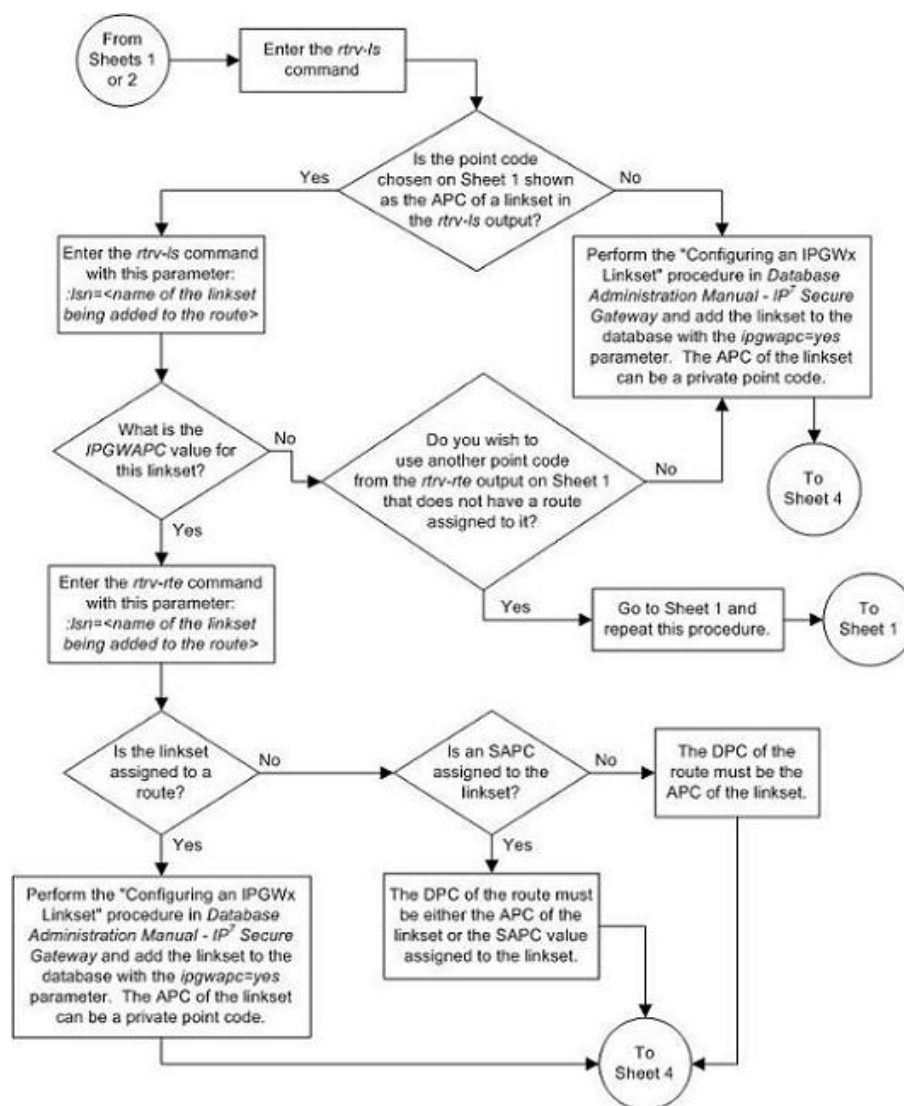 From
Sheets 1
or 2
Enter the rtrv-ls
command
Is the point code
chosen on Sheet 1 shown
as the APC of a linkset in
the rtrv-ls output?
Yes
No
Enter the rtrv-ls command
with this parameter:
:lsn=<name of the linkset
being added to the route>
Perform the "Configuring an IPGWx
Linkset" procedure in Database
Administration Manual - IP7 Secure
Gateway and add the linkset to the
database with the ipgwapc=yes
parameter. The APC of the linkset
can be a private point code.
What is the
IPGWAPC value for
this linkset?
No
Yes
Do you wish to
use another point code
from the rtrv-rte output on Sheet 1
that does not have a route
assigned to it?
No
Yes
To
Sheet 4
Enter the rtrv-rte command
with this parameter:
:lsn=<name of the linkset
being added to the route>
Go to Sheet 1 and
repeat this procedure.
To
Sheet 1
Is the linkset
assigned to a
route?
No
Yes
Is an SAPC
assigned to the
linkset?
No
Yes
The DPC of the
route must be the
APC of the linkset.
Perform the "Configuring an IPGWx
Linkset" procedure in Database
Administration Manual - IP7 Secure
Gateway and add the linkset to the
database with the ipgwapc=yes
parameter. The APC of the linkset
can be a private point code.
The DPC of the route must
be either the APC of the
linkset or the SAPC value
assigned to the linkset.
To
Sheet 4